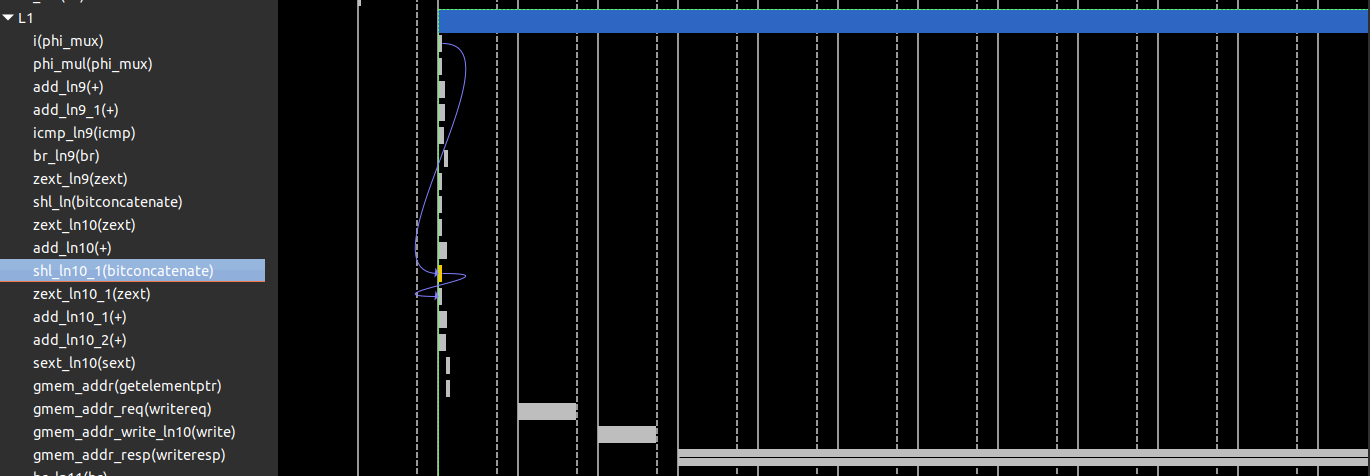 L1
i(phi_mux)
phi_mul(phi_mux)
add_ln9(+)
add_ln9_1(+)
icmp_ln9(icmp)
br_ln9(br)
zext_ln9(zext)
shl_ln(bitconcatenate)
zext_ln10(zext)
add_ln10(+)
shl_ln10_1(bitconcatenate)
zext_ln10_1(zext)
add_ln10_1(+)
add_ln10_2(+)
sext_ln10(sext)
gmem_addr(getelementptr)
gmem_addr_req(writereq)
gmem_addr_write_ln10(write)
gmem_addr_resp(writeresp)